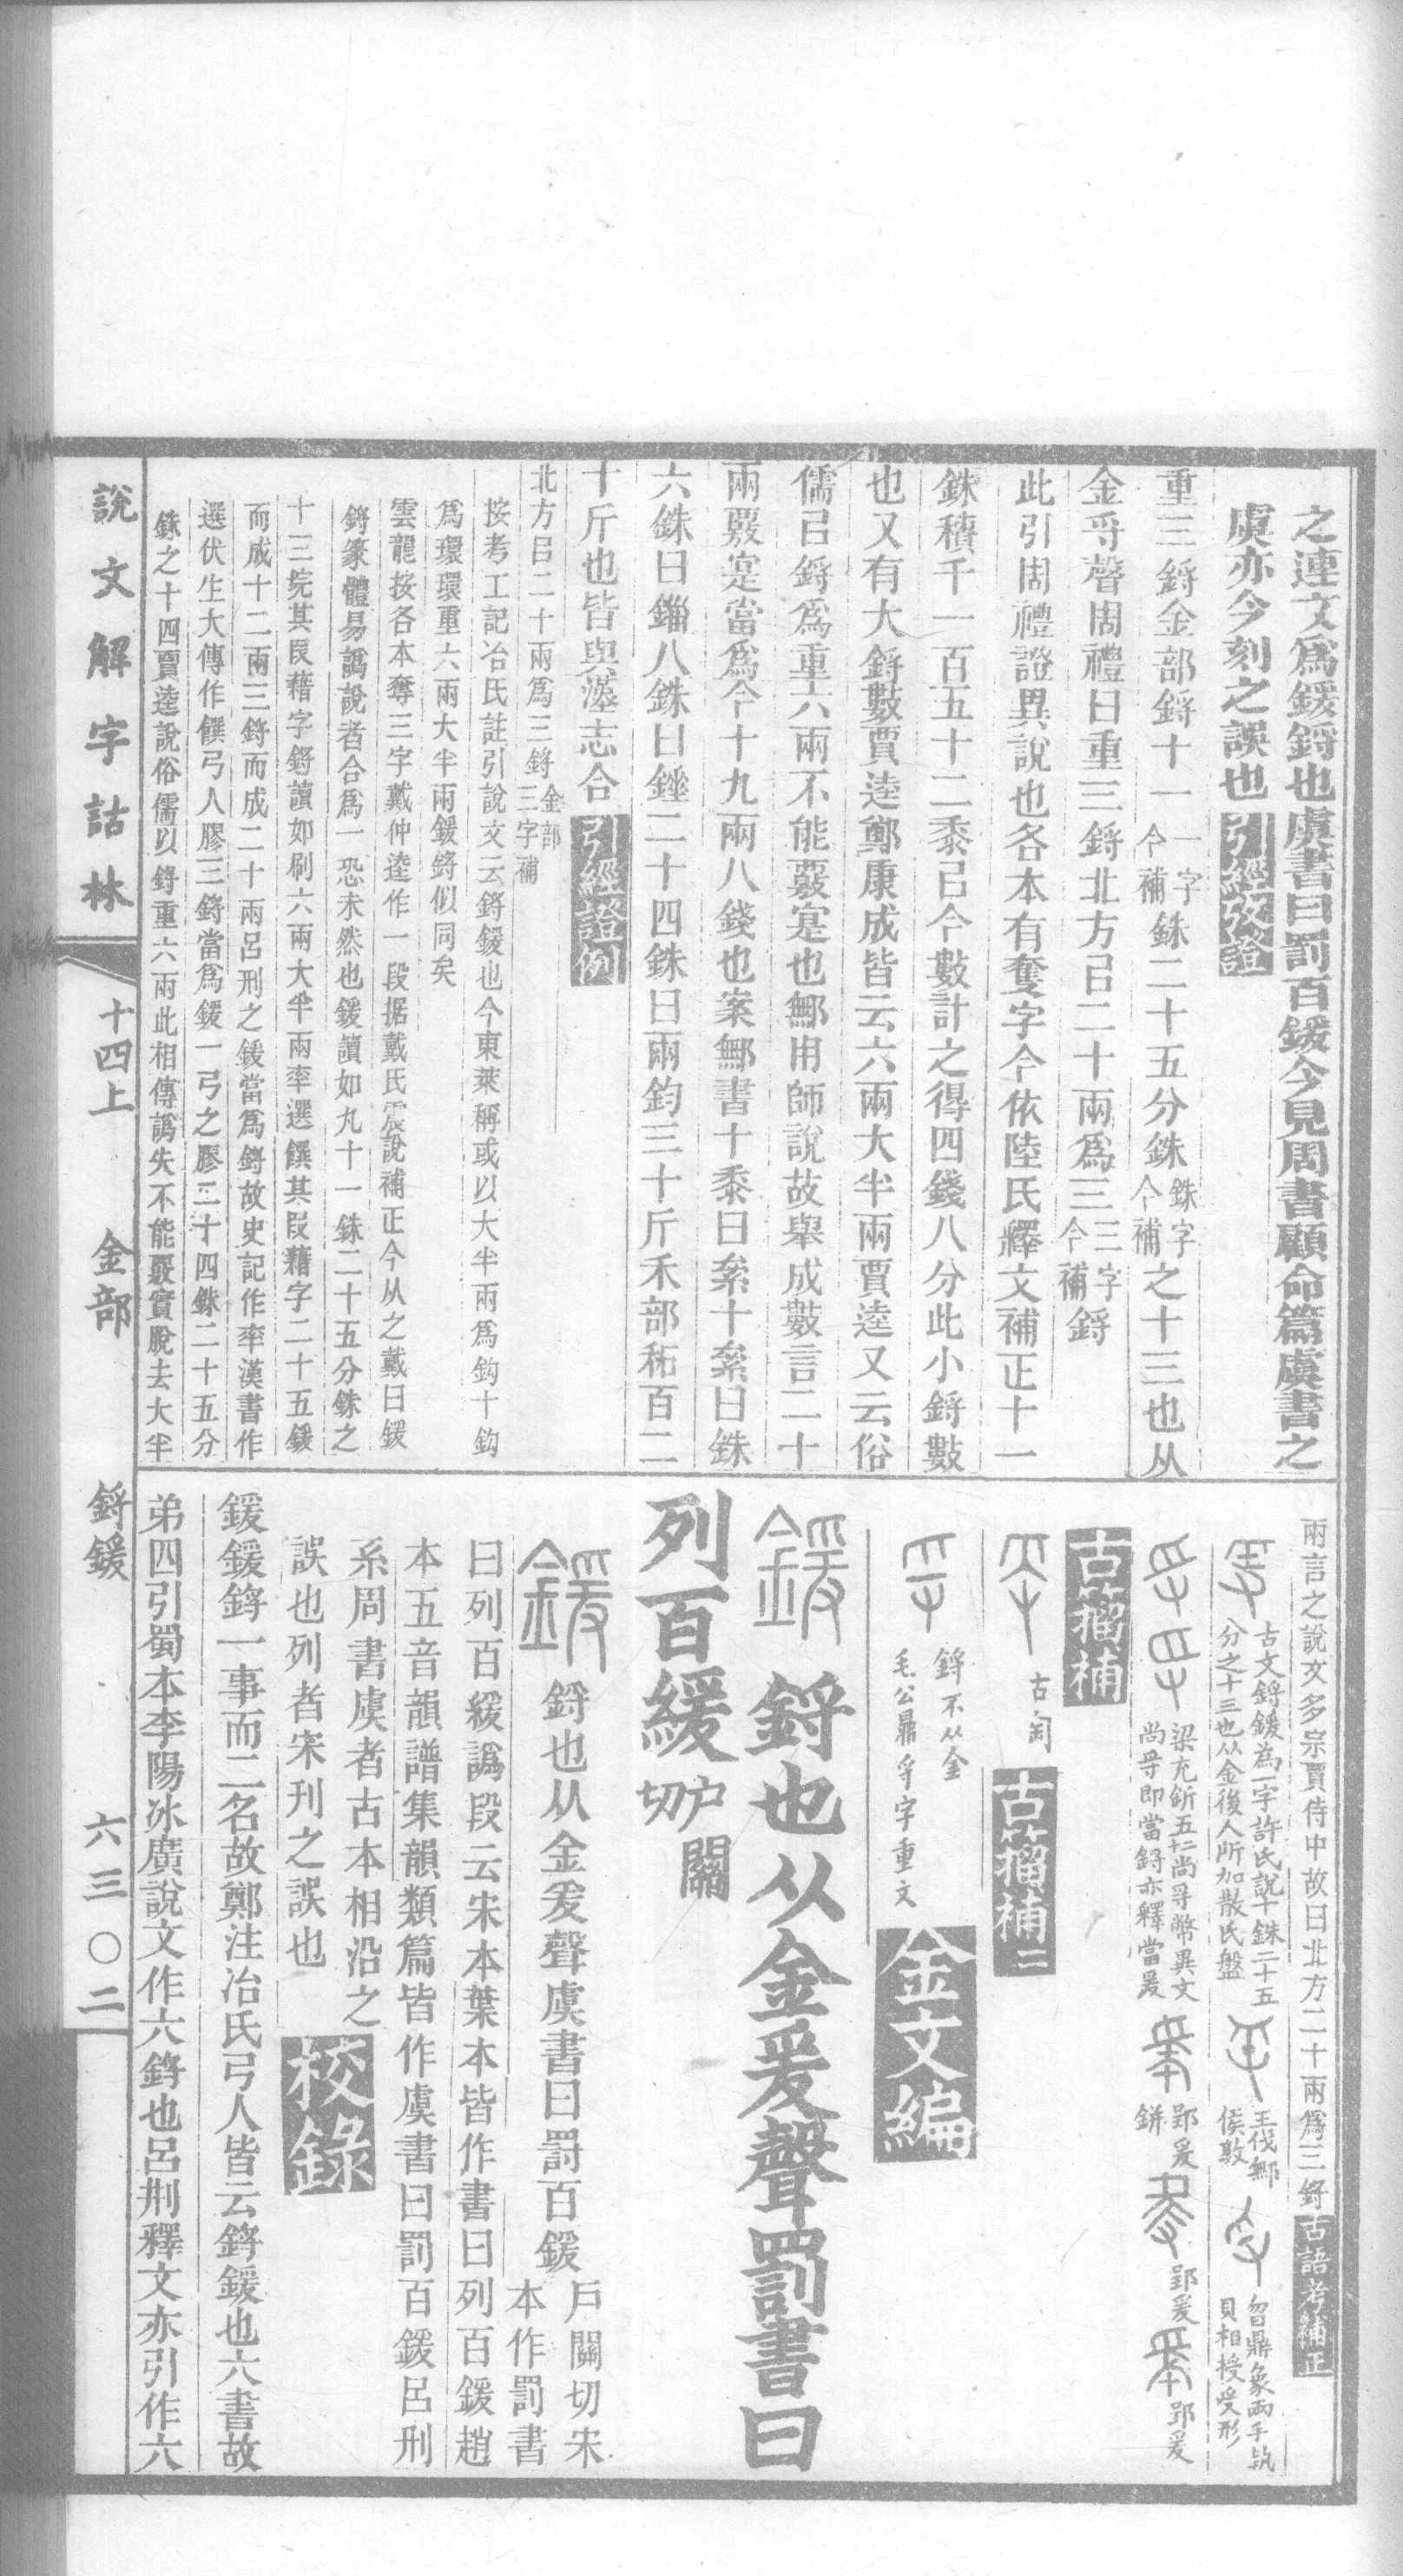 之連文爲鍰鋝也虞書曰罰百鍰今見周書顧命篇虞書之
虞亦今刻之誤也引經攷證
重三鋝金部鋝十一一字今補銖二十五分銖銖字今補之十三也从
金寽聲周禮曰重三鋝北方㠯二十兩爲三三字今補鋝
此引周禮證異說也各本有奪字今依陸氏釋文補正十一
銖積千一百五十二黍㠯今數計之得四錢八分此小鋝數
也又有大鋝數賈逵鄭康成皆云六兩大半兩賈逵又云俗
儒㠯鋝爲重六兩不能覈寔也鄦用師說故舉成數言二十
兩覈寔當爲今十九兩八錢也案鄦書十黍曰絫十絫曰銖
六銖曰錙八銖曰錘二十四銖曰兩鈞三十斤禾部䄷百二
十斤也皆與漢志合引經證例
北方㠯二十兩爲三鋝金部三字補
按考工記冶氏註引說文云鋝鍰也今東萊稱或以大半兩爲鈞十鈞
爲環環重六兩大半兩鍰鋝似同矣
雲龍按各本奪三字戴仲逵作一段据戴氏震說補正今从之戴曰鍰
鋝篆體易譌說者合爲一恐未然也鍰讀如丸十一銖二十五分銖之
十三垸其叚藉字鋝讀如刷六兩大半兩率選饌其叚藉字二十五鍰
而成十二兩三鋝而成二十兩呂刑之鍰當爲鋝故史記作率漢書作
選伏生大傳作饌弓人膠三鋝當爲鍰一弓之膠二十四銖二十五分
銖之十四賈逵說俗儒以鋝重六兩此相傳譌失不能覈實脫去大半
兩言之說文多宗賈侍中故曰北方二十兩爲三鋝古語考補正
古文鋝鍰為一字許氏說十銖二十五分之十三也从金後人所加散氏盤 王伐鄦侯敦 曶鼎象兩手執貝相授受形
梁充釿五二尚寽幣異文尚寽即當鋝亦釋當爰 郢爰鉼 郢爰 郢爰
古籀補
古匋 古籀補二
鋝不从金毛公鼎寽字重文 金文編
鍰 鋝也从金爰聲罰書曰
列百鍰戶關切
鍰 鋝也从金爰聲虞書曰罰百鍰戶關切宋本作罰書
曰列百鍰譌段云宋本葉本皆作書曰列百鍰趙
本五音韻譜集韻類篇皆作虞書曰罰百鍰呂刑
系周書虞者古本相沿之
誤也列者宋刊之誤也 校錄
鍰鍰鋝一事而二名故鄭注冶氏弓人皆云鋝鍰也六書故
弟四引蜀本李陽冰廣說文作六鋝也呂刑釋文亦引作六
說文解字詁林 十四上 金部 鋝鍰 六三〇二